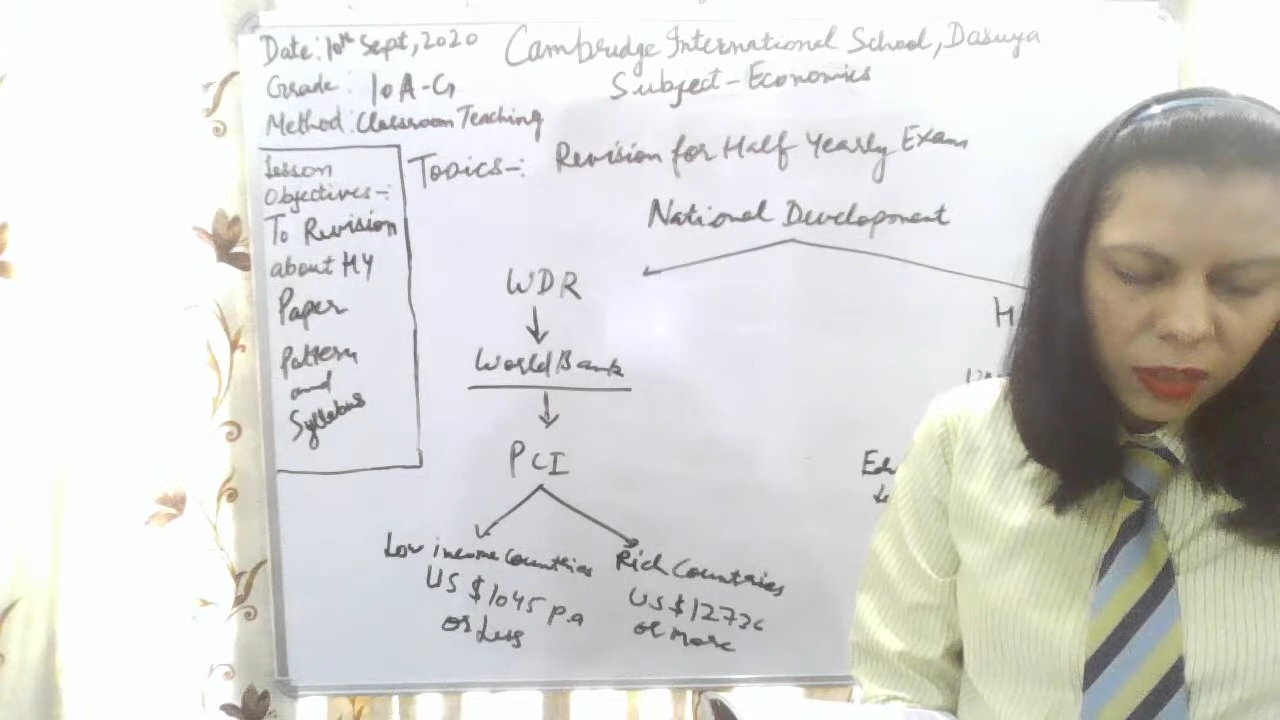 Date: 10th Sept, 2020
Cambridge International School, Dasuya
Grade: 10 A-G
Subject - Economics
Method: Classroom Teaching
Lesson
Objectives -:
To Revision
about HY
Paper
Pattern
and
Syllabus
Topics -: Revision for Half Yearly Exam
National Development
WDR
World Bank
PCI
Low income Countries
US $1045 p.a
or Less
Rich Countries
US $12736
or more
H
Ed